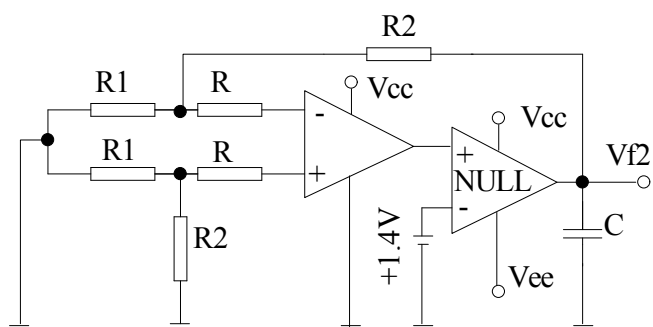 R2
R1
R
Vcc
-
Vcc
R1
R
+
+
NULL
-
Vf2
R2
+1.4V
C
Vee